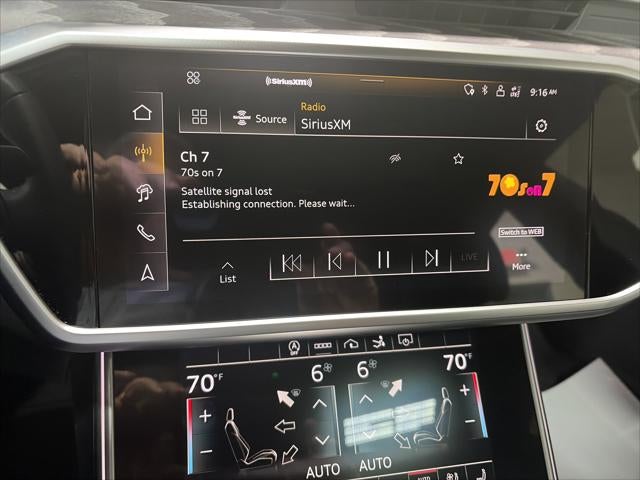 ((SiriusXM))
9:16 AM
Radio
Source
SiriusXM
Ch 7
70s on 7
70s on 7
Satellite signal lost
Establishing connection. Please wait...
Switch to WEB
LIVE
List
More
A
OFF
70°F
6
6
70°F
+
+
−
−
AUTO
AUTO
AUTO